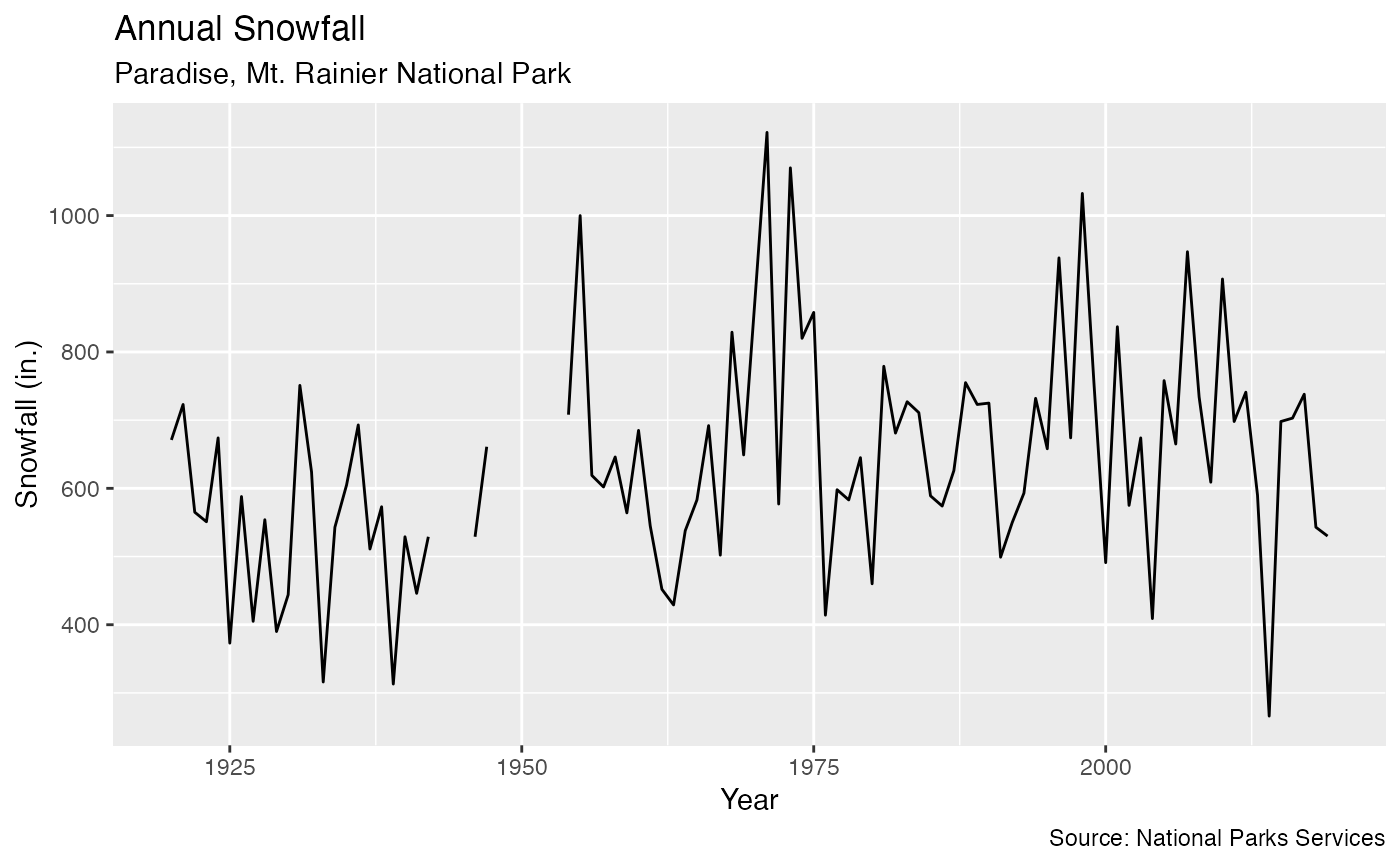 Annual Snowfall
Paradise, Mt. Rainier National Park
Snowfall (in.)
1000
800
600
400
1925 1950 1975 2000
Year
Source: National Parks Services